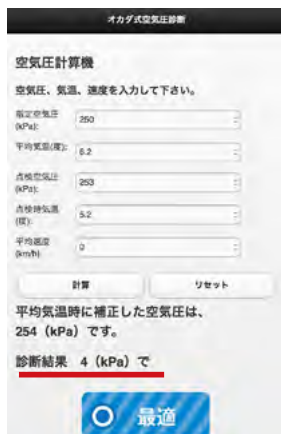 オカダ式空気圧診断
空気圧計算機
空気圧、気温、速度を入力して下さい。
指定空気圧
(kPa):
250
平均気温(度):
6.2
点検空気圧
(kPa):
253
点検時気温
(度):
5.2
平均速度
(km/h)
0
計算
リセット
平均気温時に補正した空気圧は、
254（kPa）です。
診断結果 4（kPa）で
最適